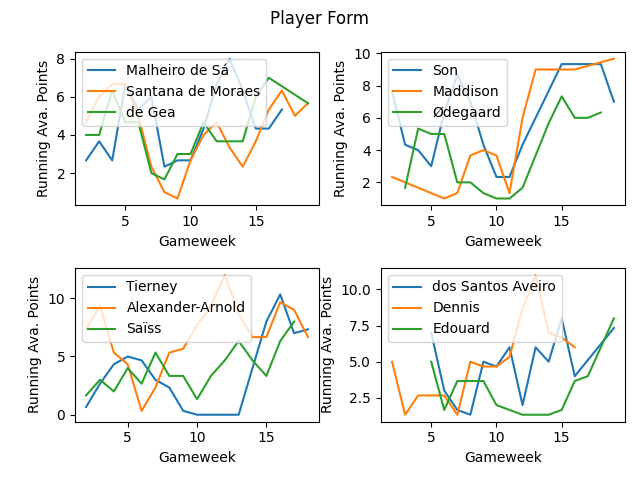 Player Form
Running Ava. Points
8
6
4
2
Malheiro de Sá
Santana de Moraes
de Gea
5
10
15
Gameweek
Running Ava. Points
10
8
6
4
2
Son
Maddison
Ødegaard
5
10
15
Gameweek
Running Ava. Points
10
5
0
Tierney
Alexander-Arnold
Saïss
5
10
15
Gameweek
Running Ava. Points
10.0
7.5
5.0
2.5
dos Santos Aveiro
Dennis
Edouard
5
10
15
Gameweek